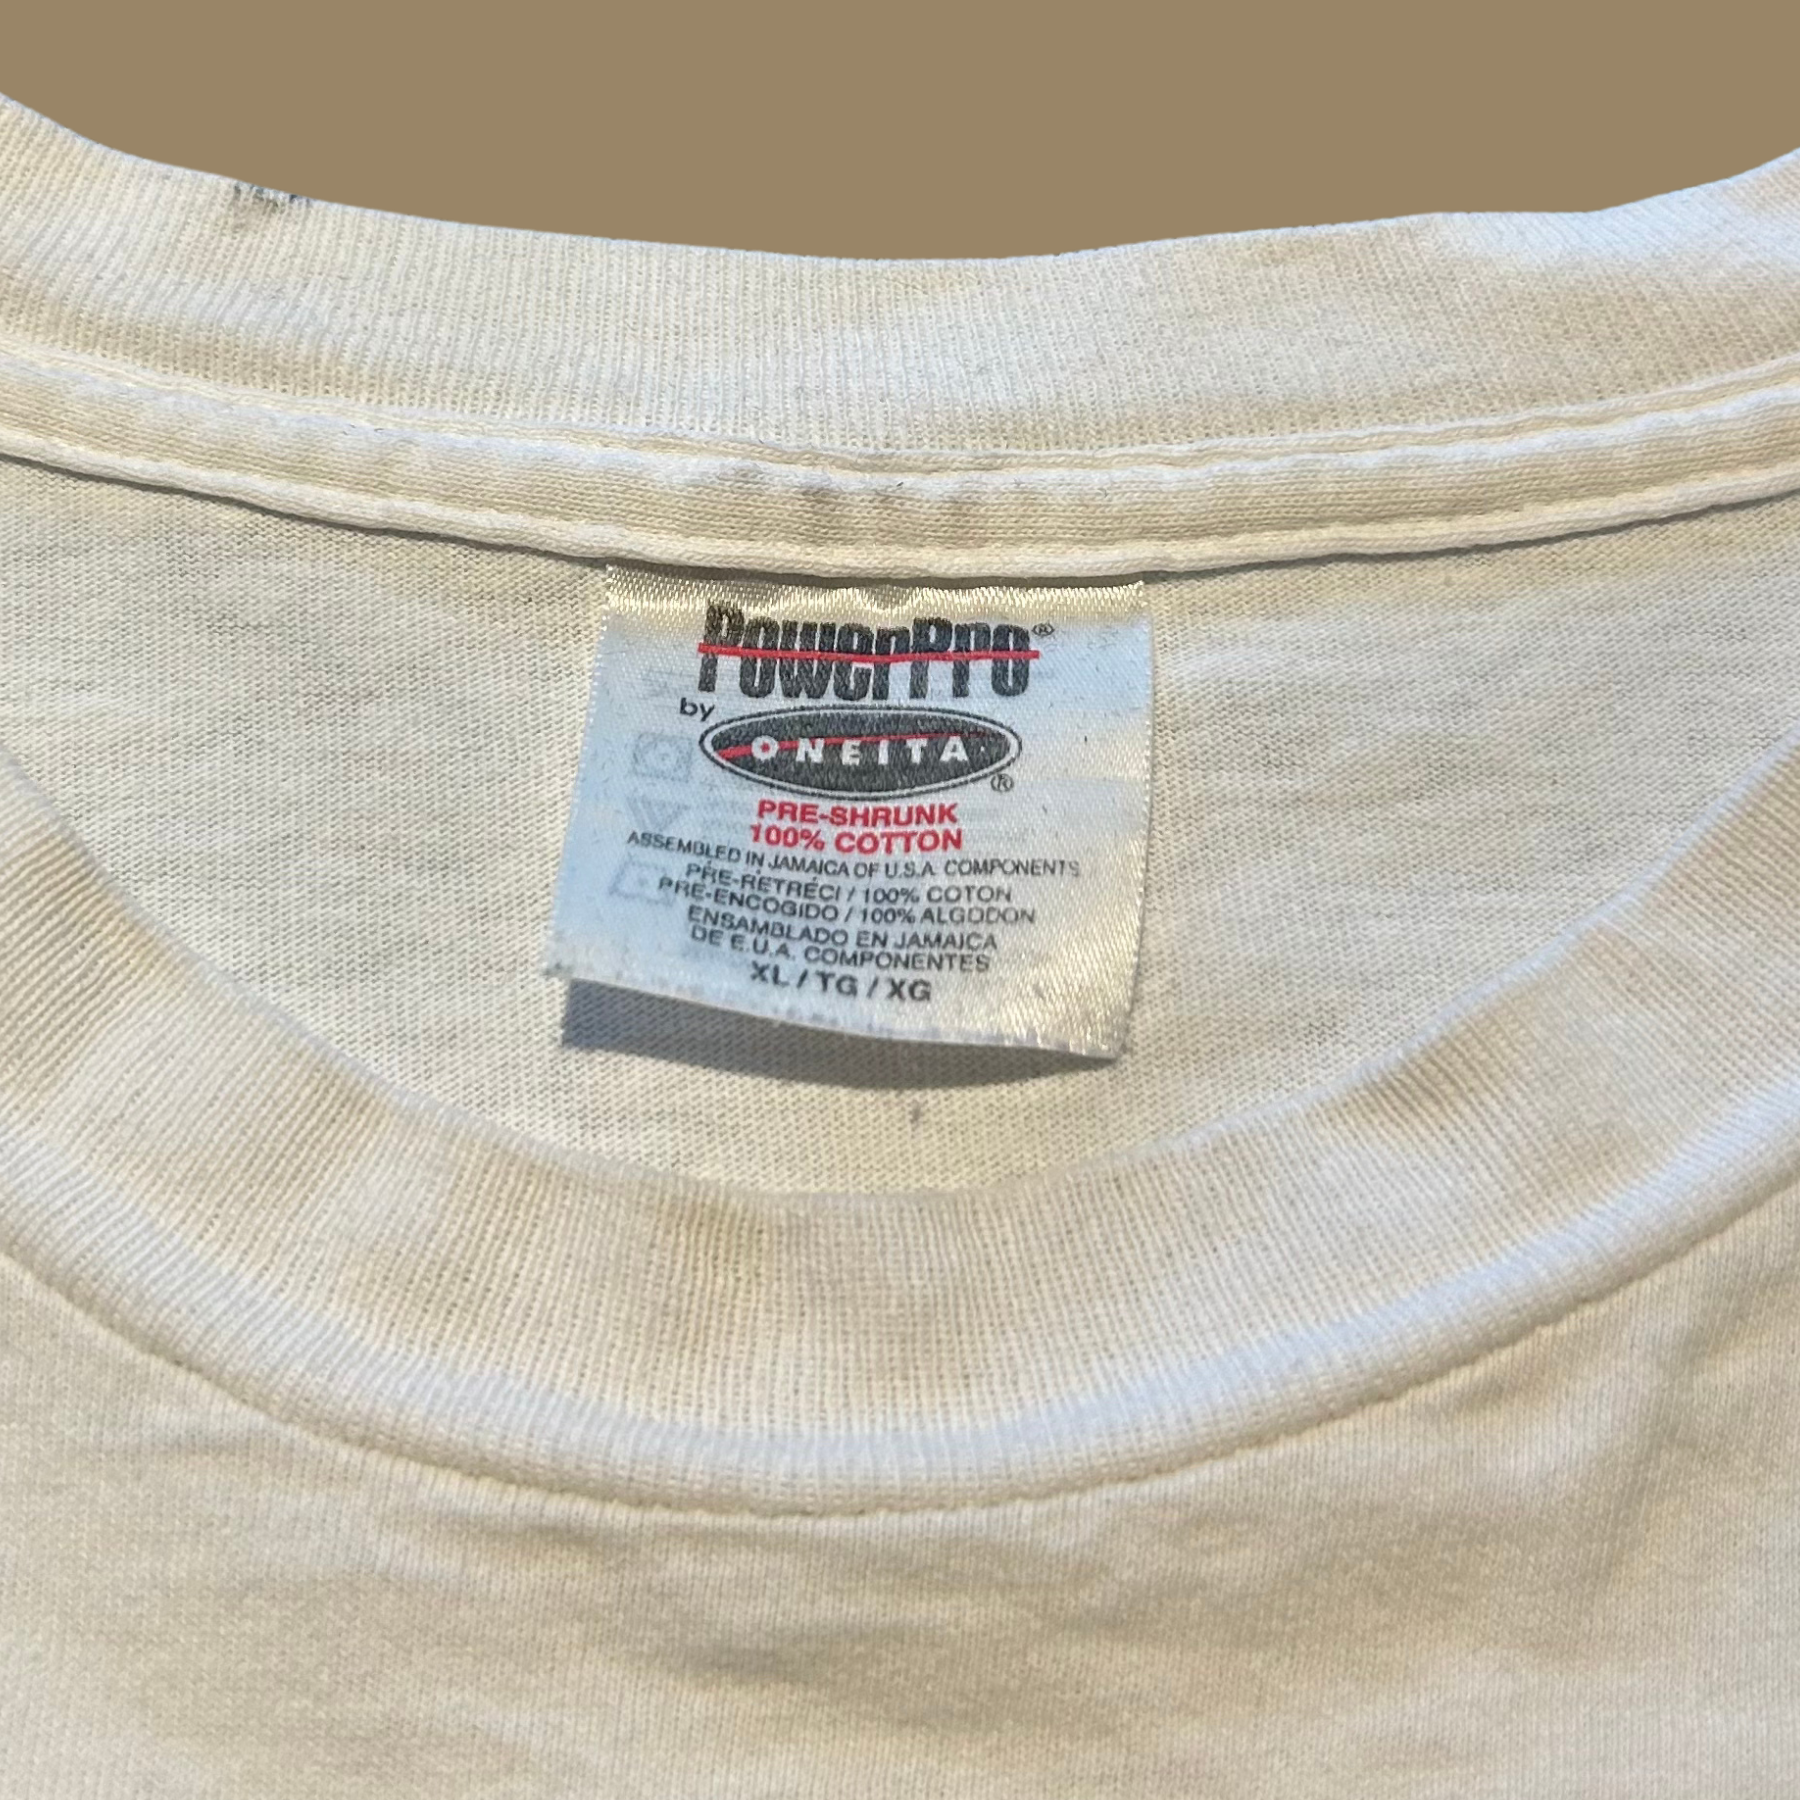 PowerPro®
by ONEITA®
PRE-SHRUNK
100% COTTON
ASSEMBLED IN JAMAICA OF U.S.A. COMPONENTS
PRÉ-RÉTRÉCI / 100% COTON
PRE-ENCOGIDO / 100% ALGODON
ENSAMBLADO EN JAMAICA
DE E.U.A. COMPONENTES
XL / TG / XG